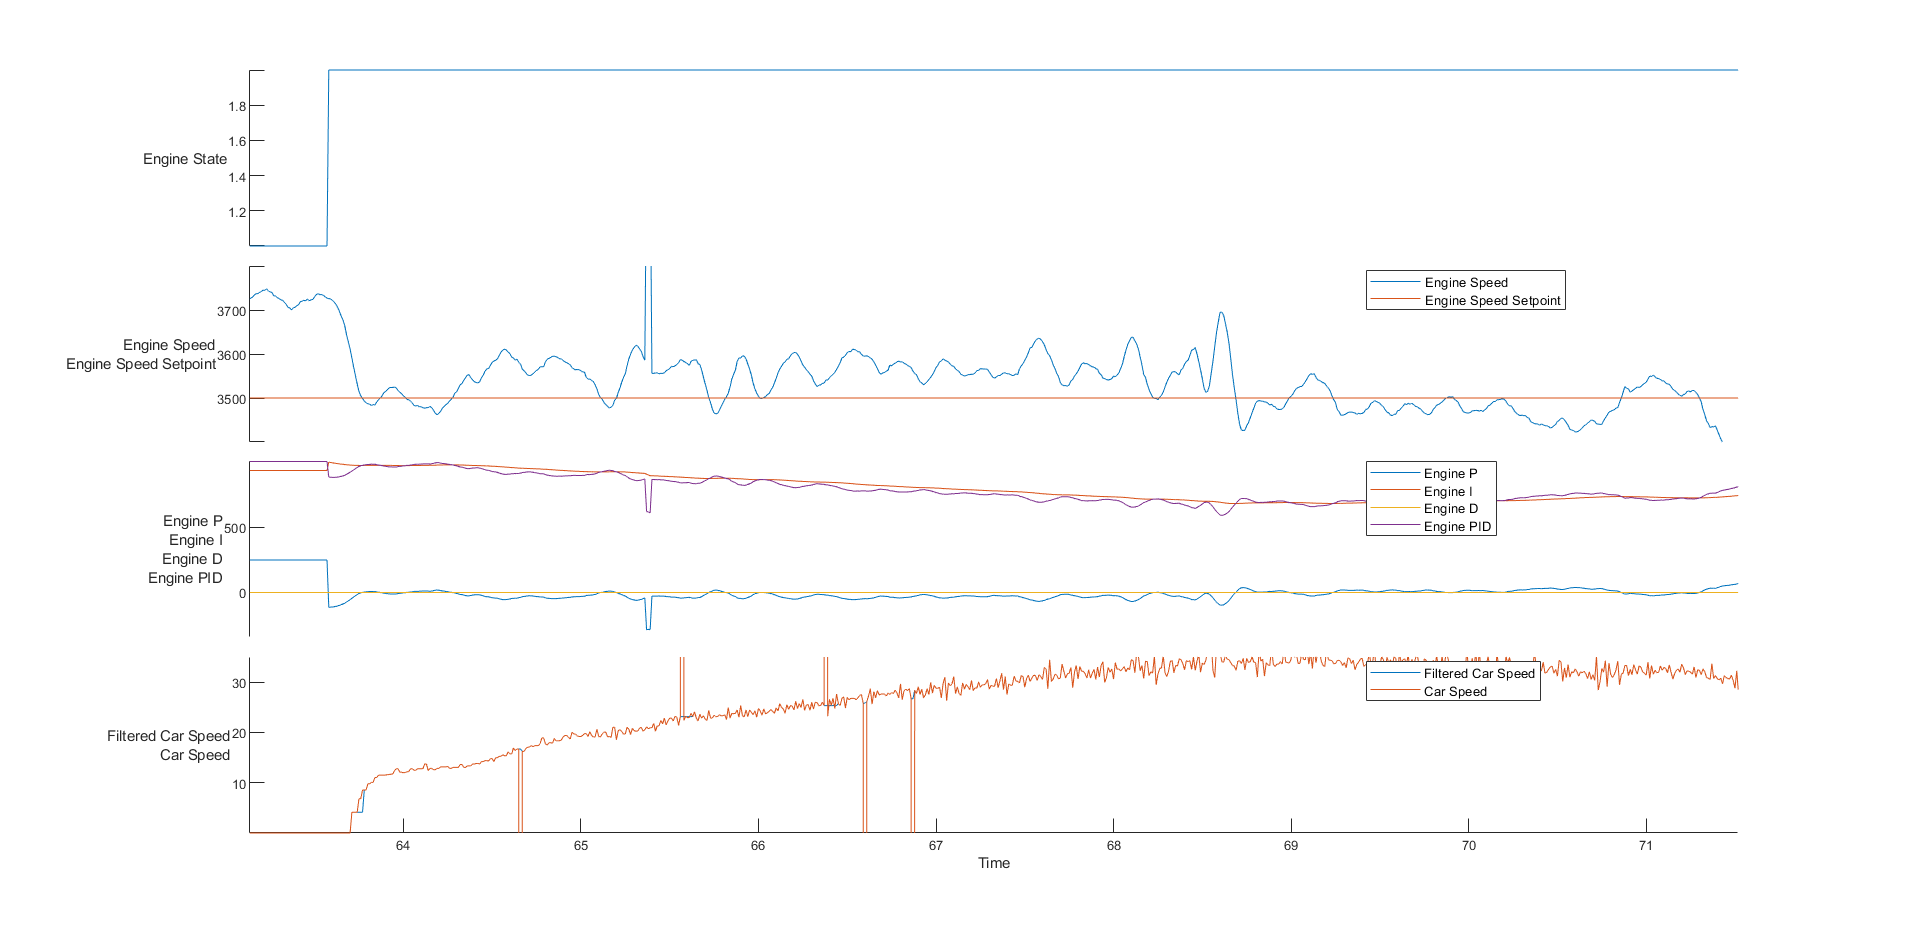 1.8
1.6
Engine State
1.4
1.2
Engine Speed
Engine Speed Setpoint
3700
Engine Speed
3600
Engine Speed Setpoint
3500
Engine P
Engine I
Engine D
Engine PID
Engine P
500
Engine I
Engine D
Engine PID
0
Filtered Car Speed
Car Speed
30
Filtered Car Speed
20
Car Speed
10
64 65 66 67 68 69 70 71
Time